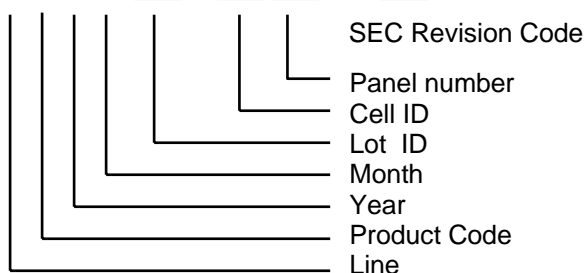 SEC Revision Code
Panel number
Cell ID
Lot ID
Month
Year
Product Code
Line